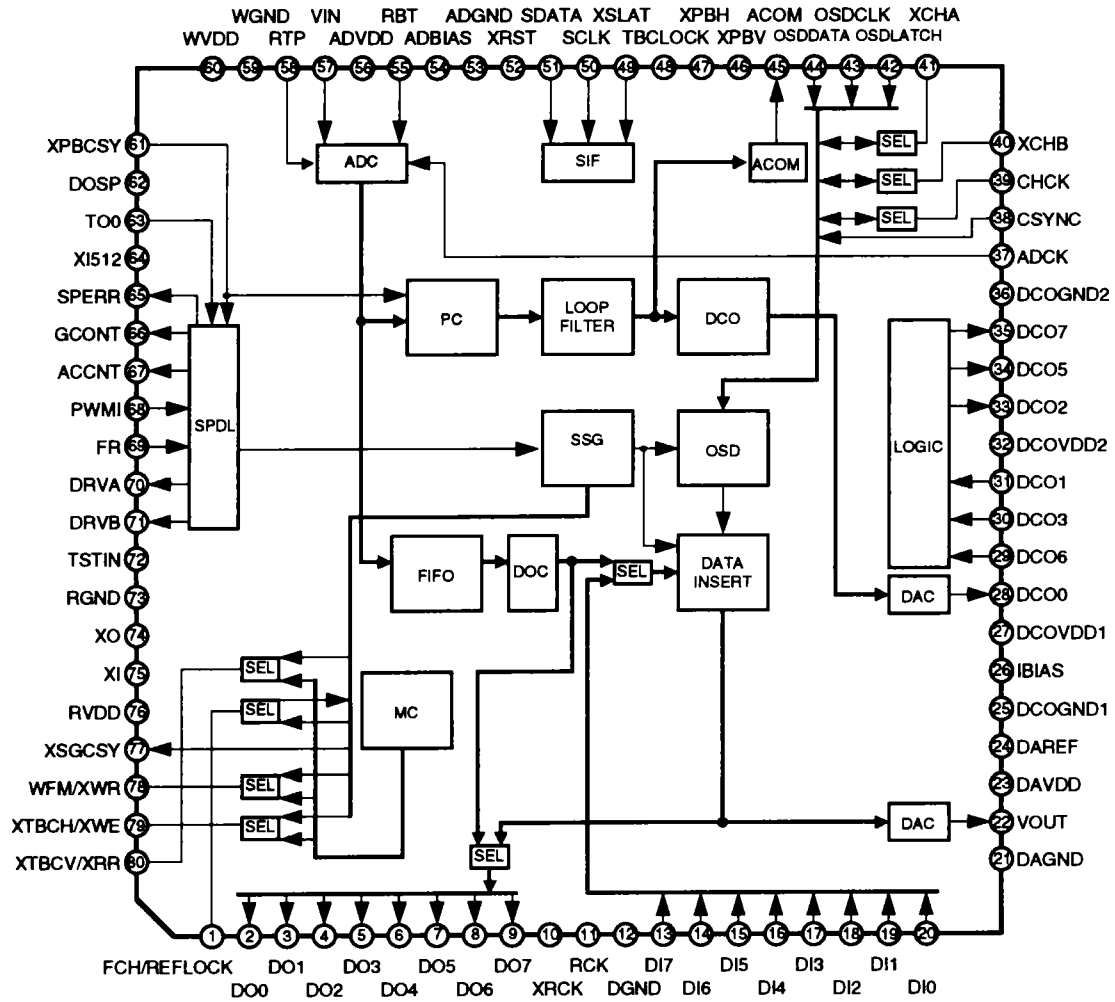 WGND VIN RBT ADGND SDATA XSLAT XPBH ACOM OSDCLK XCHA
WVDD RTP ADVDD ADBIAS XRST SCLK TBCLOCK XPBV OSDDATA OSDLATCH
60 59 58 57 56 55 54 53 52 51 50 49 48 47 46 45 44 43 42 41
XPBCSY 61
DOSP 62
TO0 63
XI512 64
SPERR 65
GCONT 66
ACCNT 67
PWMI 68
FR 69
DRVA 70
DRVB 71
TSTIN 72
RGND 73
XO 74
XI 75
RVDD 76
XSGCSY 77
WFM/XWR 78
XTBCH/XWE 79
XTBCV/XRR 80
ADC
SIF
ACOM
SEL
SEL
SEL
PC
LOOP
FILTER
DCO
SPDL
SSG
OSD
LOGIC
FIFO
DOC
SEL
DATA
INSERT
DAC
SEL
SEL
MC
SEL
SEL
SEL
DAC
40 XCHB
39 CHCK
38 CSYNC
37 ADCK
36 DCOGND2
35 DCO7
34 DCO5
33 DCO2
32 DCOVDD2
31 DCO1
30 DCO3
29 DCO6
28 DCO0
27 DCOVDD1
26 IBIAS
25 DCOGND1
24 DAREF
23 DAVDD
22 VOUT
21 DAGND
1 2 3 4 5 6 7 8 9 10 11 12 13 14 15 16 17 18 19 20
FCH/REFLOCK DO1 DO3 DO5 DO7 RCK DI7 DI5 DI3 DI1
DO0 DO2 DO4 DO6 XRCK DGND DI6 DI4 DI2 DI0